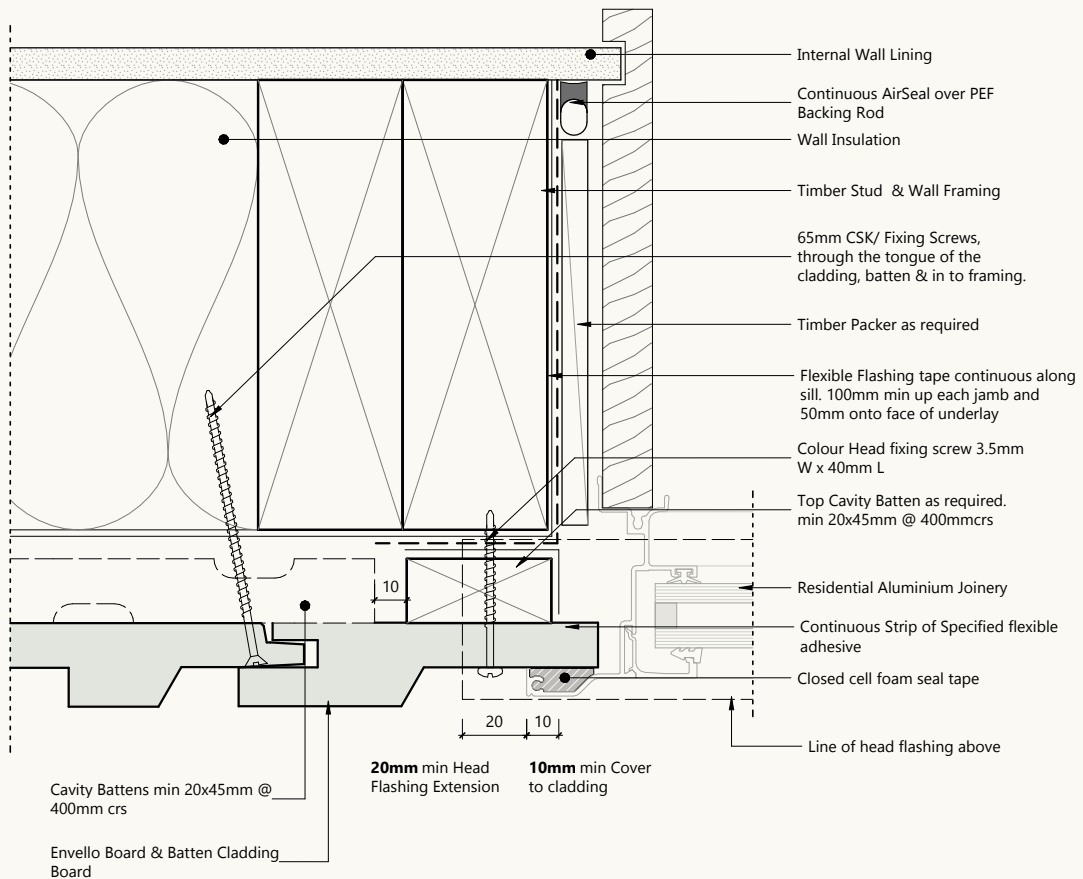 Internal Wall Lining
Continuous AirSeal over PEF
Backing Rod
Wall Insulation
Timber Stud & Wall Framing
65mm CSK/ Fixing Screws,
through the tongue of the
cladding, batten & in to framing.
Timber Packer as required
Flexible Flashing tape continuous along
sill. 100mm min up each jamb and
50mm onto face of underlay
Colour Head fixing screw 3.5mm
W x 40mm L
Top Cavity Batten as required.
min 20x45mm @ 400mmcrs
10
Residential Aluminium Joinery
Continuous Strip of Specified flexible
adhesive
Closed cell foam seal tape
20 10
Line of head flashing above
20mm min Head
Flashing Extension
10mm min Cover
to cladding
Cavity Battens min 20x45mm @
400mm crs
Envello Board & Batten Cladding
Board